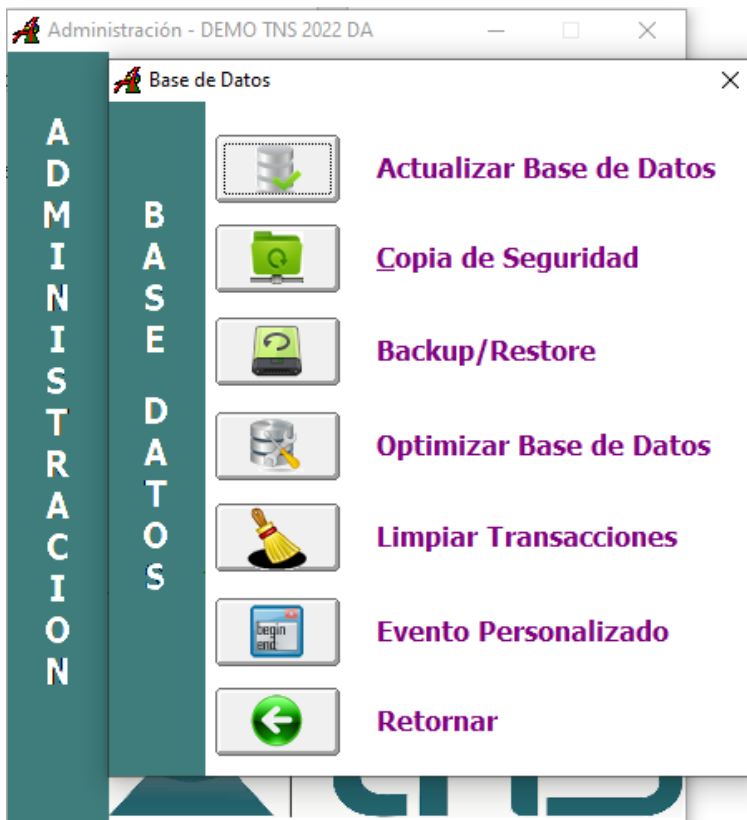 Administración - DEMO TNS 2022 DA
Base de Datos
ADMINISTRACION
BASE DATOS
Actualizar Base de Datos
Copia de Seguridad
Backup/Restore
Optimizar Base de Datos
Limpiar Transacciones
begin
end
Evento Personalizado
Retornar